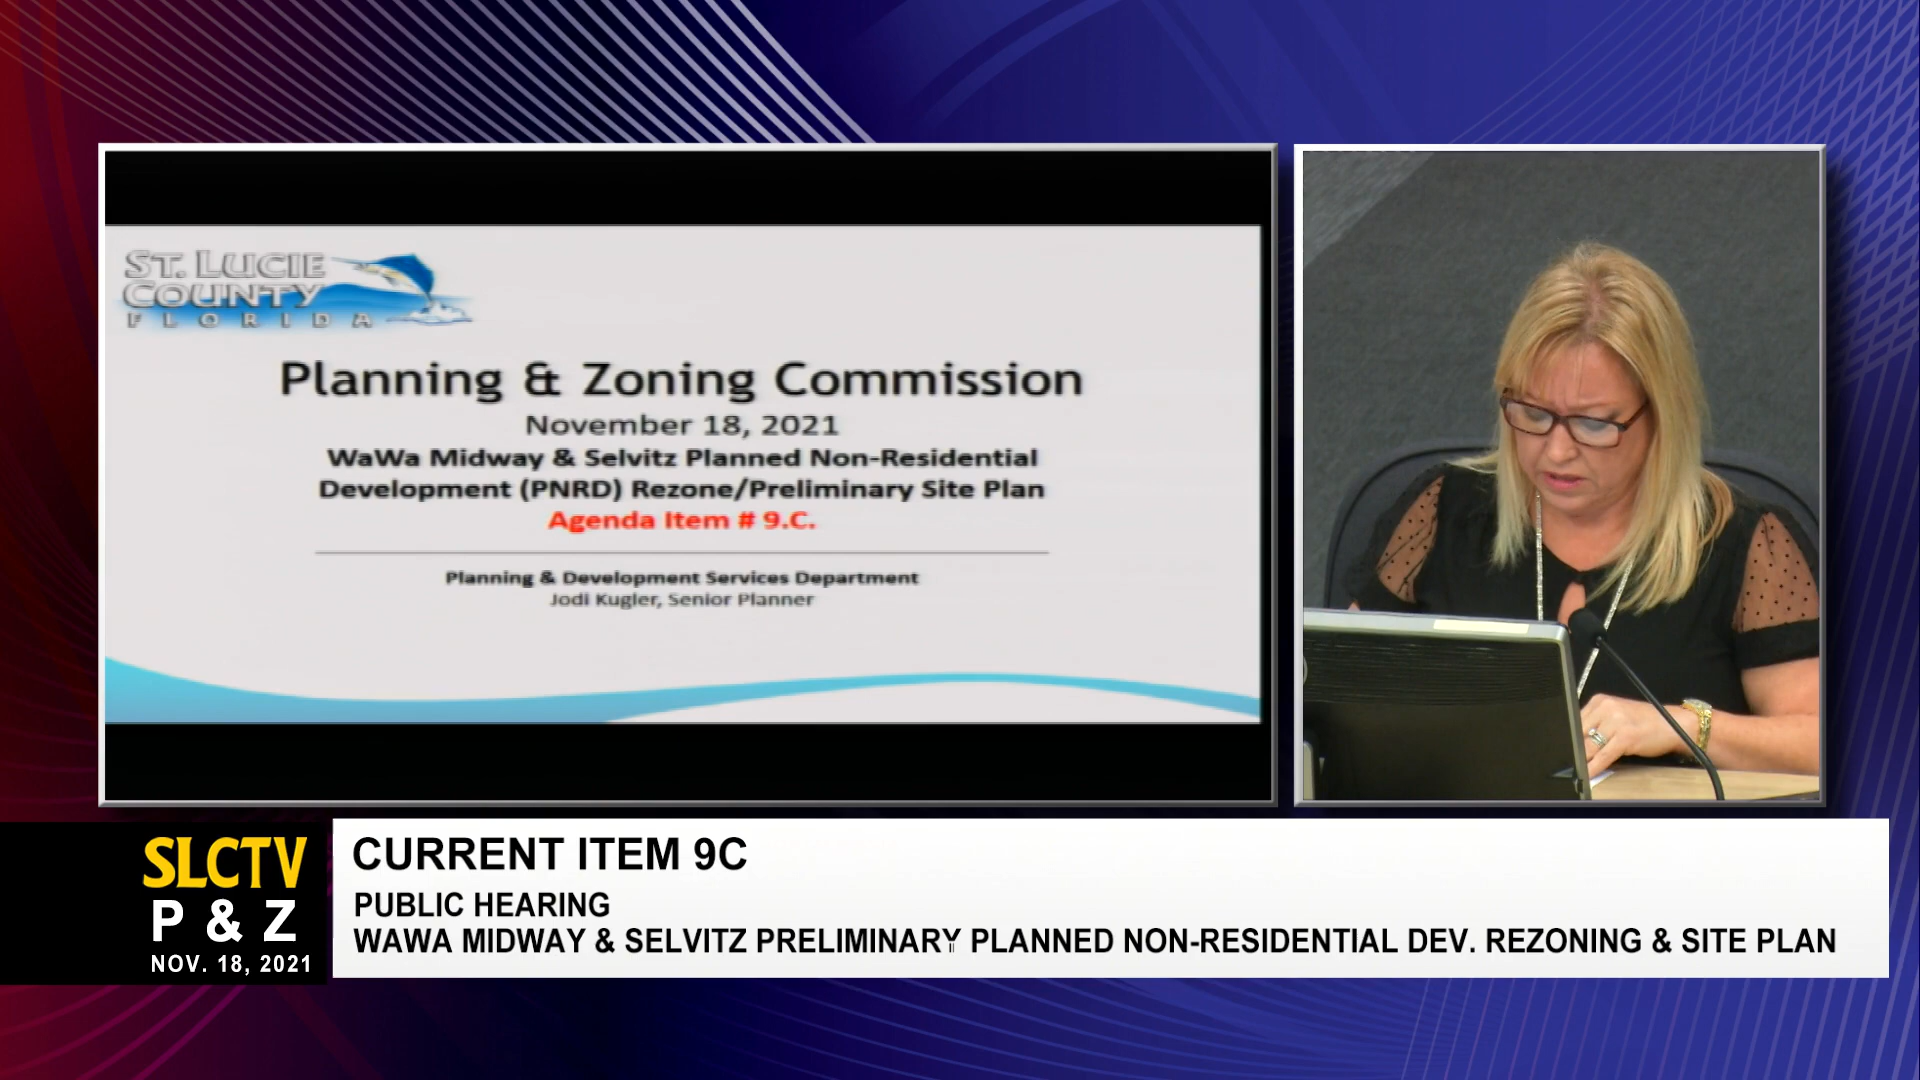 ST. LUCIE
COUNTY
FLORIDA
Planning & Zoning Commission
November 18, 2021
WaWa Midway & Selvitz Planned Non-Residential
Development (PNRD) Rezone/Preliminary Site Plan
Agenda Item # 9.C.
Planning & Development Services Department
Jodi Kugler, Senior Planner
SLCTV
P & Z
NOV. 18, 2021
CURRENT ITEM 9C
PUBLIC HEARING
WAWA MIDWAY & SELVITZ PRELIMINARY PLANNED NON-RESIDENTIAL DEV. REZONING & SITE PLAN